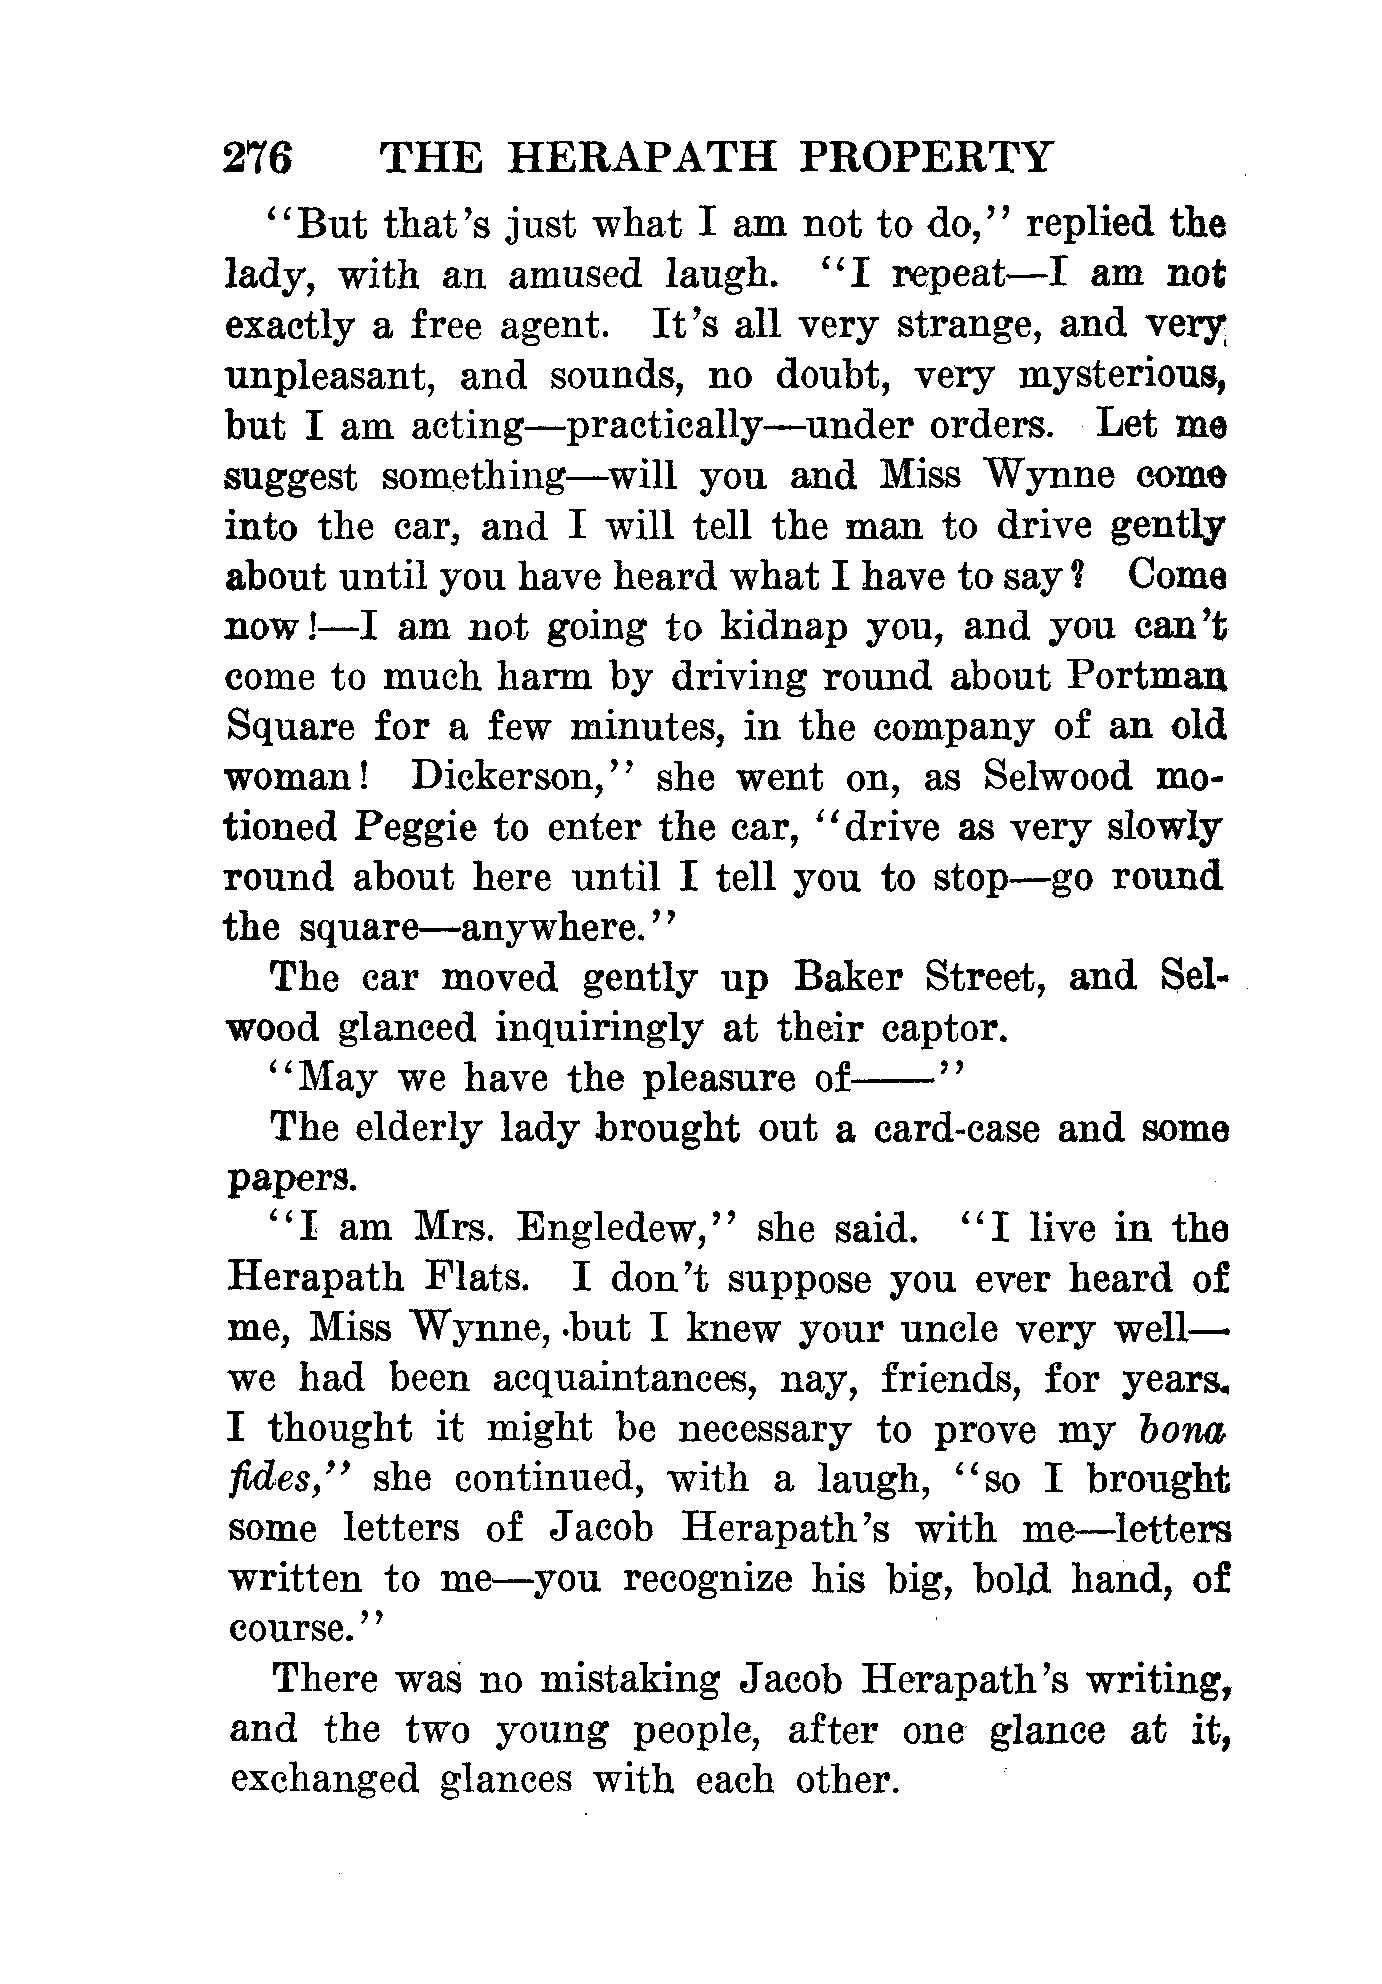 276 THE HERAPATH PROPERTY
"But that's just what I am not to do," replied the
lady, with an amused laugh. "I repeat—I am not
exactly a free agent. It's all very strange, and very
unpleasant, and sounds, no doubt, very mysterious,
but I am acting—practically—under orders. Let me
suggest something—will you and Miss Wynne come
into the car, and I will tell the man to drive gently
about until you have heard what I have to say? Come
now!—I am not going to kidnap you, and you can't
come to much harm by driving round about Portman
Square for a few minutes, in the company of an old
woman! Dickerson," she went on, as Selwood mo-
tioned Peggie to enter the car, "drive as very slowly
round about here until I tell you to stop—go round
the square—anywhere."
The car moved gently up Baker Street, and Sel-
wood glanced inquiringly at their captor.
"May we have the pleasure of——"
The elderly lady brought out a card-case and some
papers.
"I am Mrs. Engledew," she said. "I live in the
Herapath Flats. I don't suppose you ever heard of
me, Miss Wynne, but I knew your uncle very well—
we had been acquaintances, nay, friends, for years.
I thought it might be necessary to prove my bona
fides," she continued, with a laugh, "so I brought
some letters of Jacob Herapath's with me—letters
written to me—you recognize his big, bold hand, of
course."
There was no mistaking Jacob Herapath's writing,
and the two young people, after one glance at it,
exchanged glances with each other.